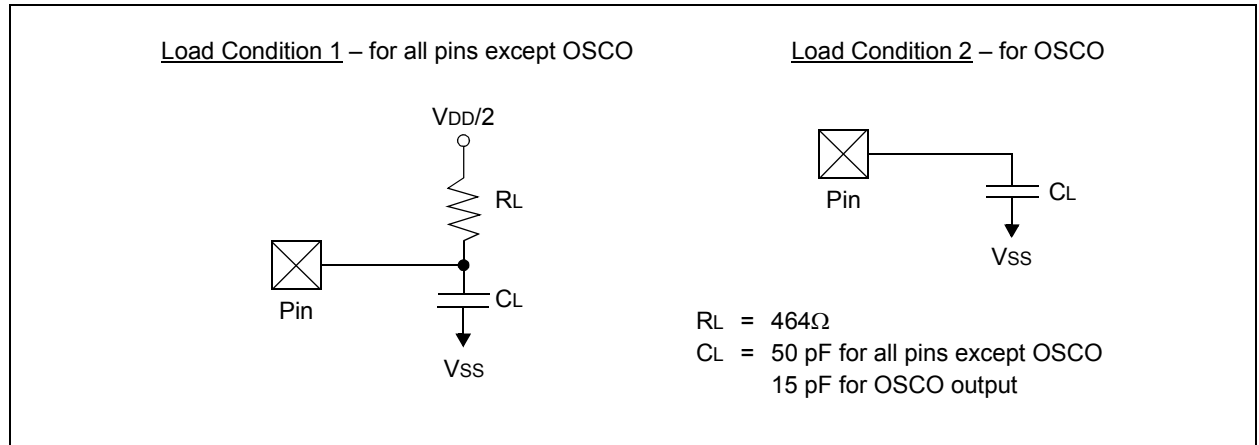 Load Condition 1 – for all pins except OSCO
VDD/2
RL
Pin
CL
VSS
Load Condition 2 – for OSCO
Pin
CL
VSS
RL = 464Ω
CL = 50 pF for all pins except OSCO
15 pF for OSCO output